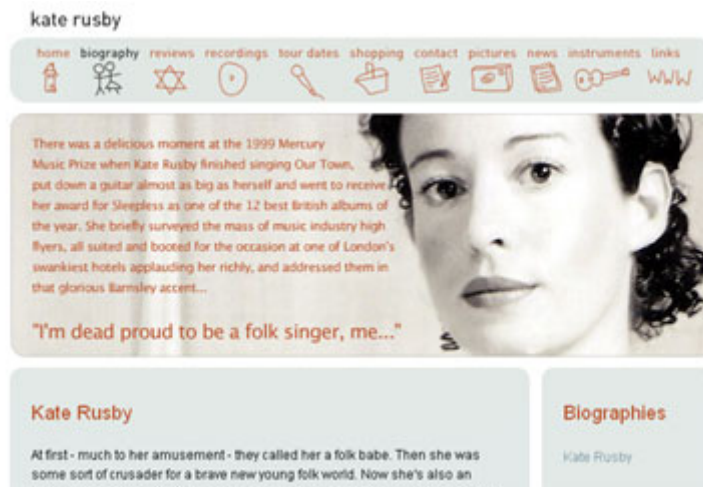 kate rusby
home biography reviews recordings tour dates shopping contact pictures news instruments links
WWW
There was a delicious moment at the 1999 Mercury
Music Prize when Kate Rusby finished singing Our Town,
put down a guitar almost as big as herself and went to receive
her award for Sleepless as one of the 12 best British albums of
the year. She briefly surveyed the mass of music industry high
flyers, all suited and booted for the occasion at one of London's
swankiest hotels applauding her richly, and addressed them in
that glorious Barnsley accent...
"I'm dead proud to be a folk singer, me..."
Kate Rusby
At first - much to her amusement - they called her a folk babe. Then she was
some sort of crusader for a brave new young folk world. Now she's also an
Biographies
Kate Rusby